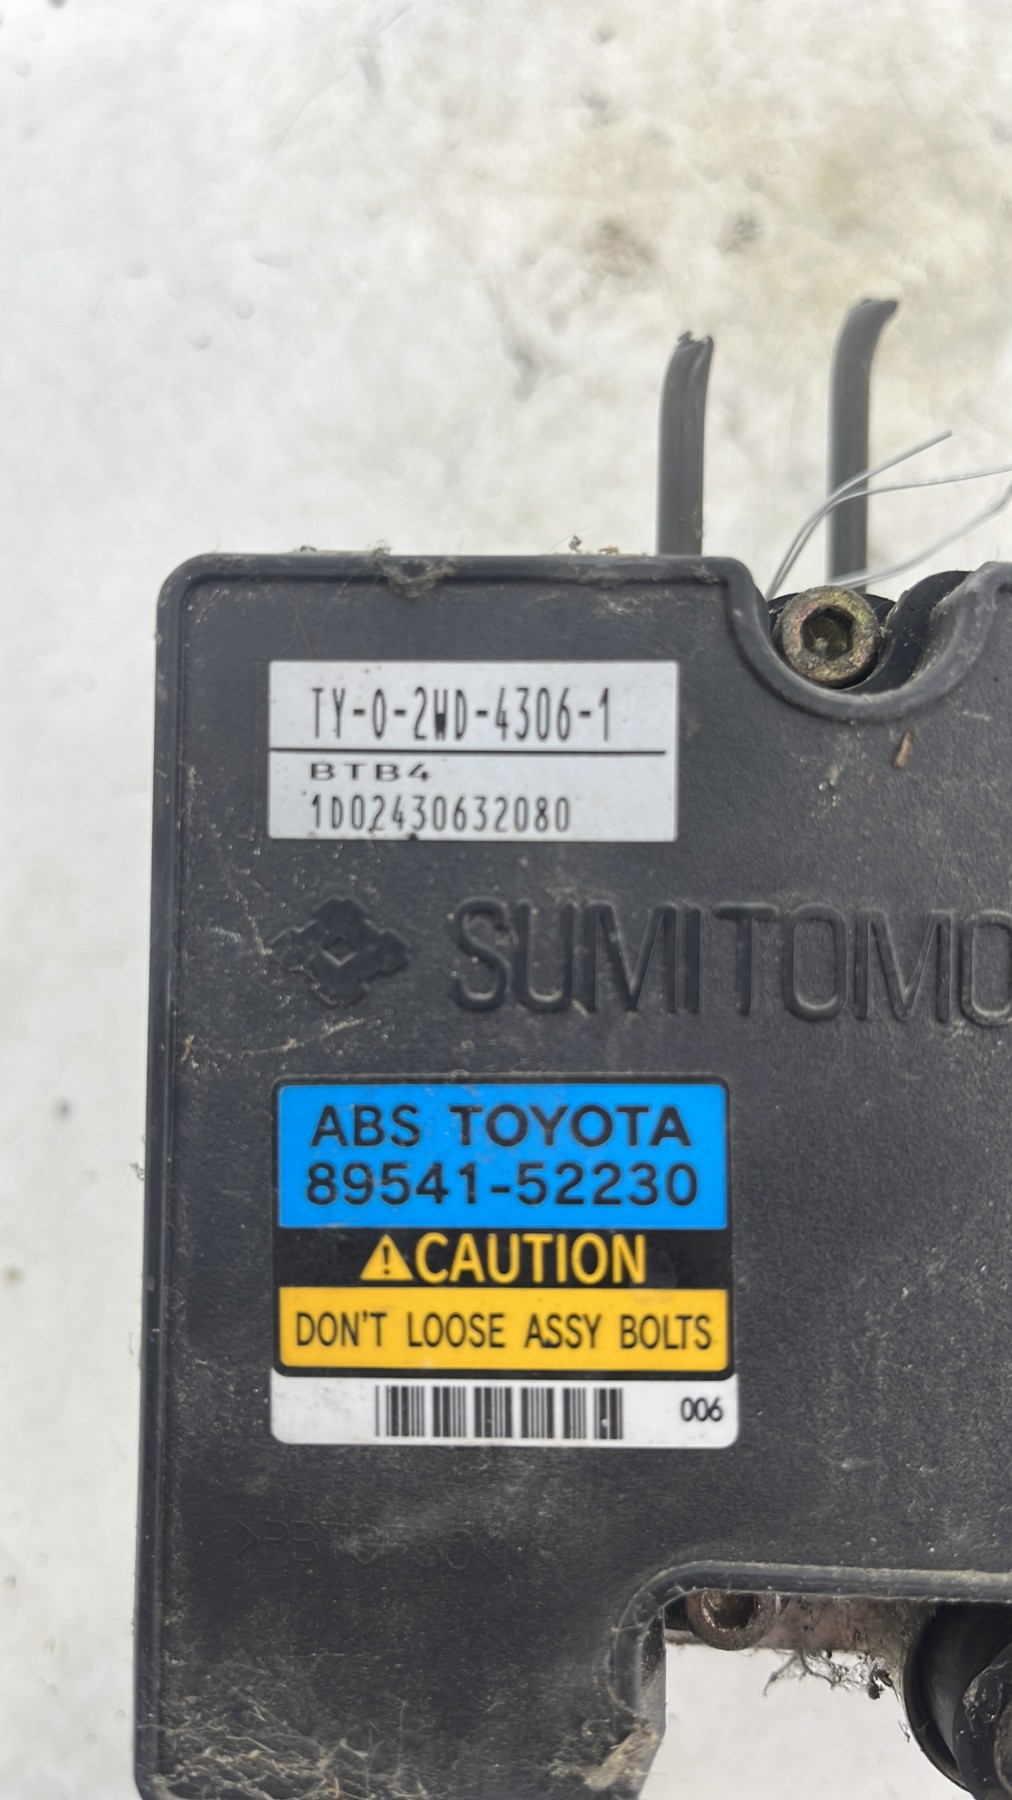 TY-0-2WD-4306-1
BTB4
1D02430632080
SUMITOMO
ABS TOYOTA
89541-52230
CAUTION
DON'T LOOSE ASSY BOLTS
006